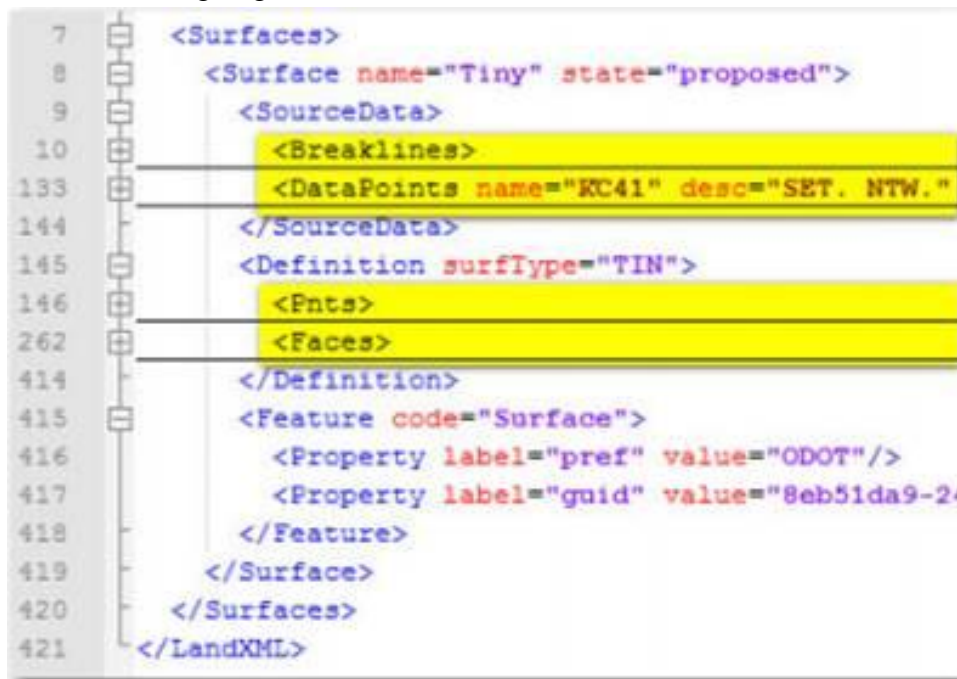 7 <Surfaces>
8 <Surface name="Tiny" state="proposed">
9 <SourceData>
10 <Breaklines>
133 <DataPoints name="KC41" desc="SET. NTW."
144 </SourceData>
145 <Definition surfType="TIN">
146 <Pnts>
262 <Faces>
414 </Definition>
415 <Feature code="Surface">
416 <Property label="pref" value="ODOT"/>
417 <Property label="guid" value="8eb51da9-24
418 </Feature>
419 </Surface>
420 </Surfaces>
421 </LandXML>